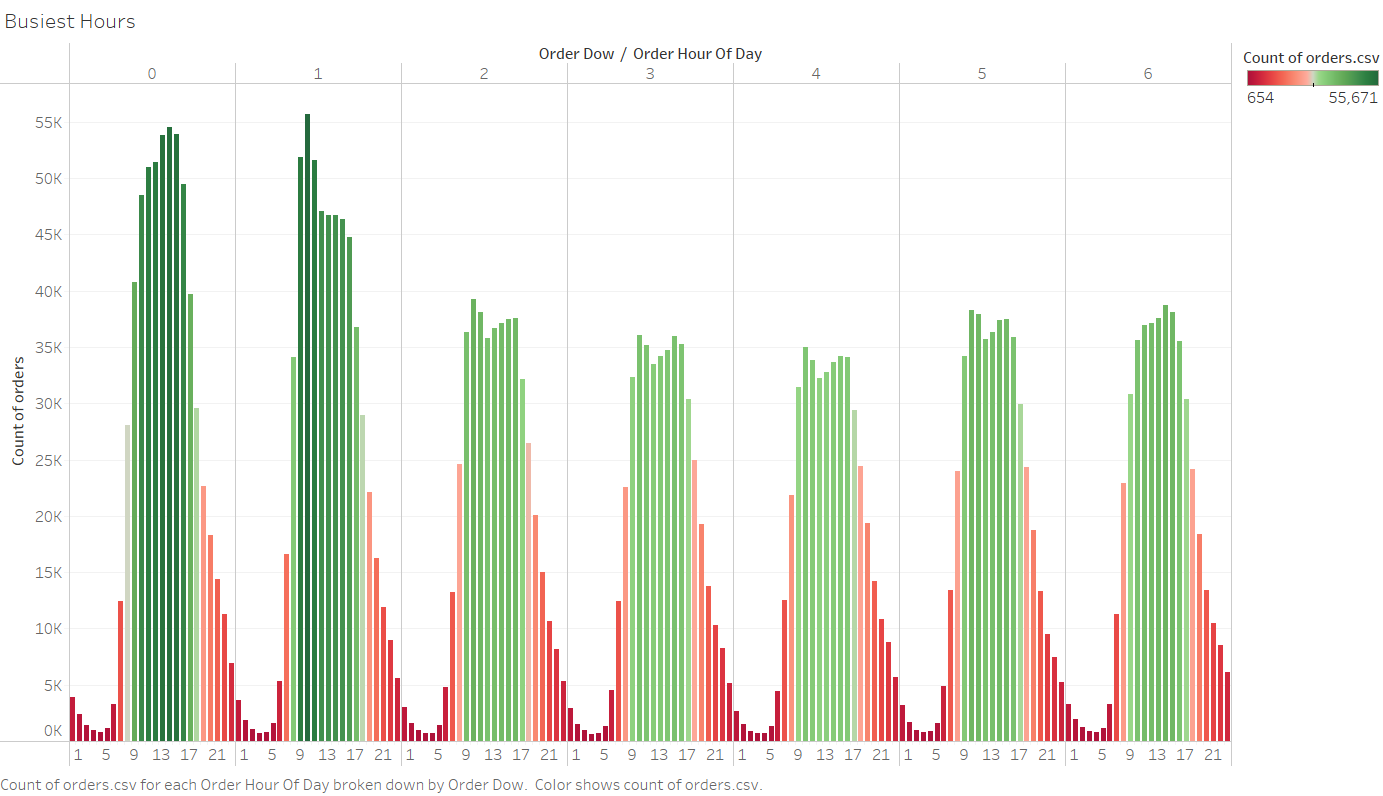 Busiest Hours
Order Dow / Order Hour Of Day
Count of orders.csv
654 55,671
0 1 2 3 4 5 6
55K
50K
45K
40K
35K
30K
25K
20K
15K
10K
5K
0K
Count of orders
1 5 9 13 17 21 1 5 9 13 17 21 1 5 9 13 17 21 1 5 9 13 17 21 1 5 9 13 17 21 1 5 9 13 17 21 1 5 9 13 17 21
Count of orders.csv for each Order Hour Of Day broken down by Order Dow. Color shows count of orders.csv.